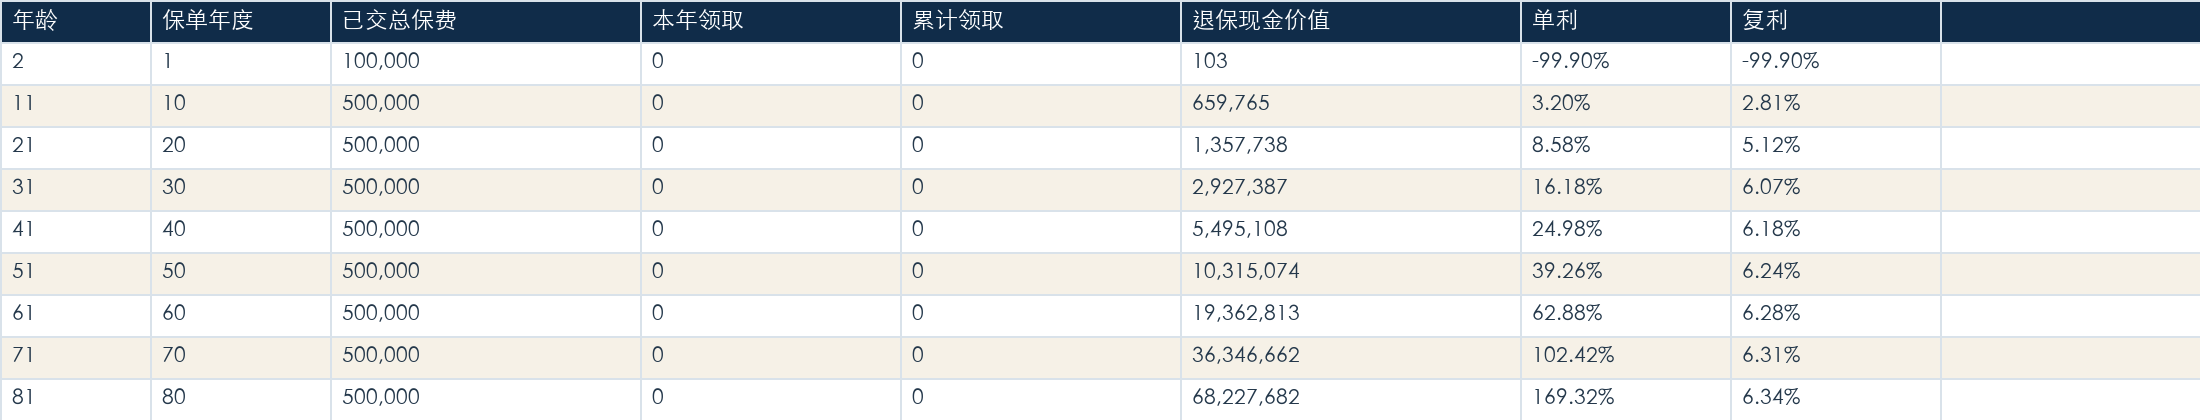 年龄 保单年度 已交总保费 本年领取 累计领取 退保现金价值 单利 复利
2 1 100,000 0 0 103 -99.90% -99.90%
11 10 500,000 0 0 659,765 3.20% 2.81%
21 20 500,000 0 0 1,357,738 8.58% 5.12%
31 30 500,000 0 0 2,927,387 16.18% 6.07%
41 40 500,000 0 0 5,495,108 24.98% 6.18%
51 50 500,000 0 0 10,315,074 39.26% 6.24%
61 60 500,000 0 0 19,362,813 62.88% 6.28%
71 70 500,000 0 0 36,346,662 102.42% 6.31%
81 80 500,000 0 0 68,227,682 169.32% 6.34%